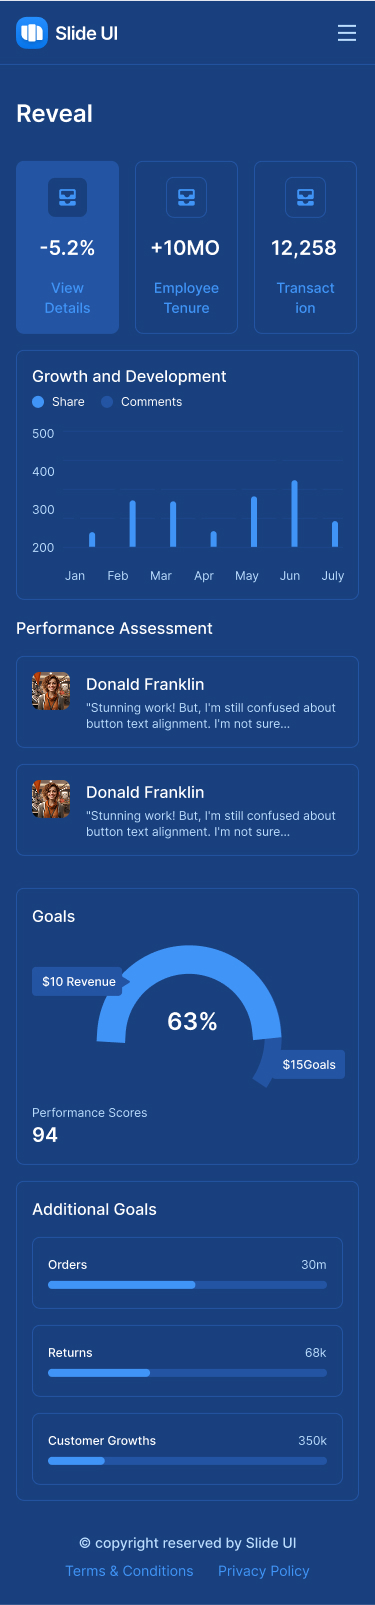 Slide UI
Reveal
-5.2%
View
Details
+10MO
Employee
Tenure
12,258
Transact
ion
Growth and Development
Share Comments
500
400
300
200
Jan Feb Mar Apr May Jun July
Performance Assessment
Donald Franklin
"Stunning work! But, I'm still confused about
button text alignment. I'm not sure...
Donald Franklin
"Stunning work! But, I'm still confused about
button text alignment. I'm not sure...
Goals
$10 Revenue
63%
$15Goals
Performance Scores
94
Additional Goals
Orders 30m
Returns 68k
Customer Growths 350k
© copyright reserved by Slide UI
Terms & Conditions Privacy Policy